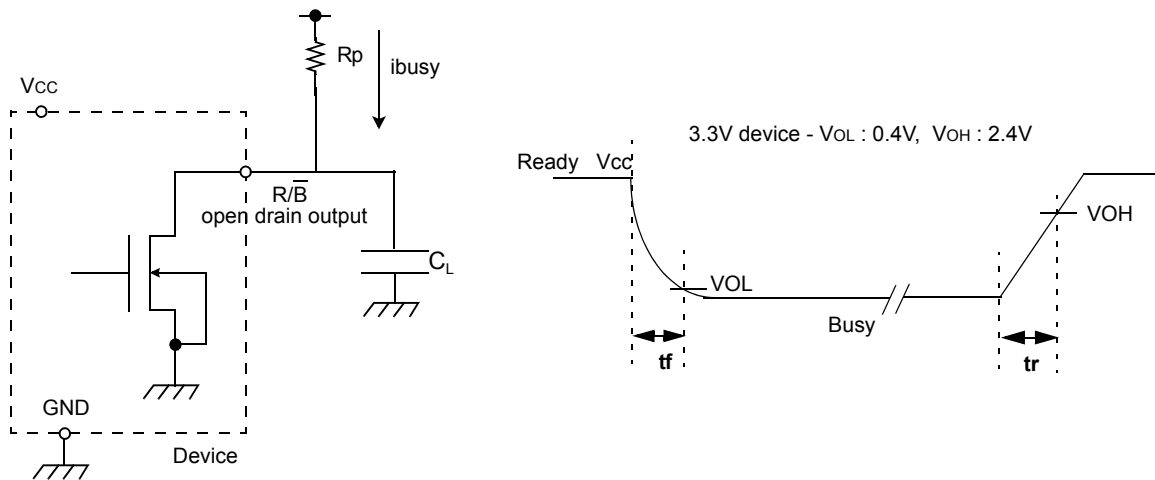 Rp
ibusy
VCC
R/B̅
open drain output
CL
GND
Device
3.3V device - VOL : 0.4V, VOH : 2.4V
Ready Vcc
VOH
VOL
Busy
tf
tr